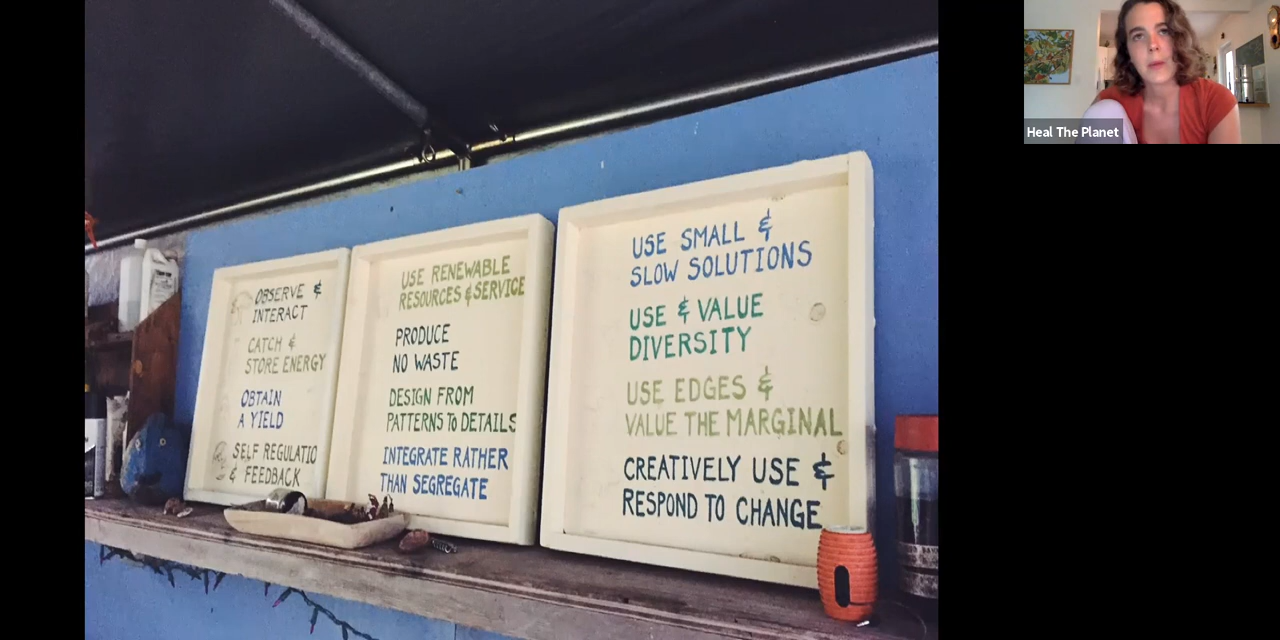 OBSERVE &
INTERACT
CATCH &
STORE ENERGY
OBTAIN
A YIELD
SELF REGULATIO
& FEEDBACK
USE RENEWABLE
RESOURCES & SERVICE
PRODUCE
NO WASTE
DESIGN FROM
PATTERNS TO DETAILS
INTEGRATE RATHER
THAN SEGREGATE
USE SMALL &
SLOW SOLUTIONS
USE & VALUE
DIVERSITY
USE EDGES &
VALUE THE MARGINAL
CREATIVELY USE &
RESPOND TO CHANGE
Heal The Planet